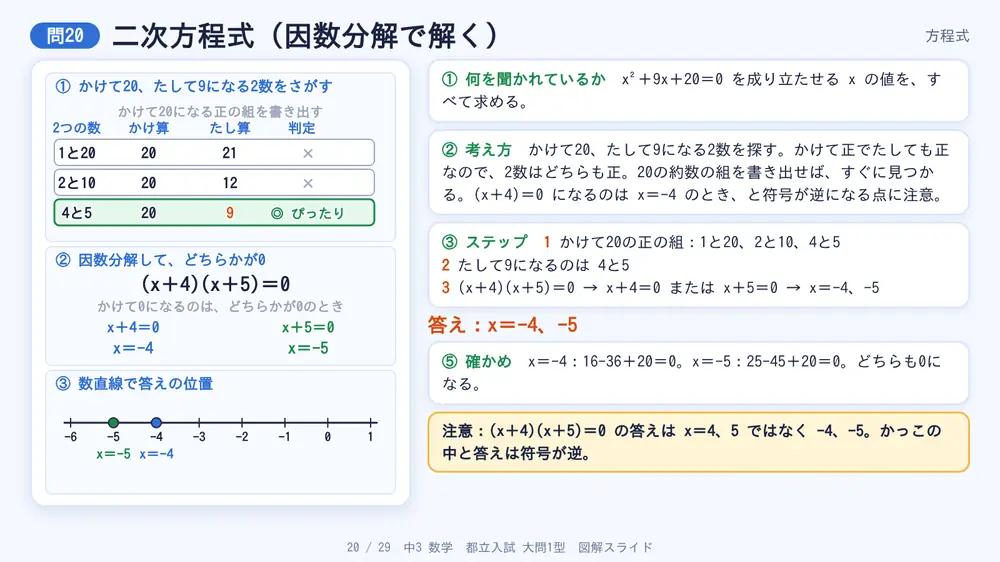 問20 二次方程式（因数分解で解く） 方程式
① かけて20、たして9になる2数をさがす
かけて20になる正の組を書き出す
2つの数 かけ算 たし算 判定
1と20 20 21 ×
2と10 20 12 ×
4と5 20 9 ◎ ぴったり
② 因数分解して、どちらかが0
(x＋4)(x＋5)＝0
かけて0になるのは、どちらかが0のとき
x＋4＝0 x＋5＝0
x＝-4 x＝-5
③ 数直線で答えの位置
-6 -5 -4 -3 -2 -1 0 1
x＝-5 x＝-4
① 何を聞かれているか x²＋9x＋20＝0 を成り立たせる x の値を、す
べて求める。
② 考え方 かけて20、たして9になる2数を探す。かけて正でたしても正
なので、2数はどちらも正。20の約数の組を書き出せば、すぐに見つか
る。(x＋4)＝0 になるのは x＝-4 のとき、と符号が逆になる点に注意。
③ ステップ 1 かけて20の正の組：1と20、2と10、4と5
2 たして9になるのは 4と5
3 (x＋4)(x＋5)＝0 → x＋4＝0 または x＋5＝0 → x＝-4、-5
答え：x＝-4、-5
⑤ 確かめ x＝-4：16-36＋20＝0。x＝-5：25-45＋20＝0。どちらも0に
なる。
注意：(x＋4)(x＋5)＝0 の答えは x＝4、5 ではなく -4、-5。かっこの
中と答えは符号が逆。
20 / 29 中3 数学 都立入試 大問1型 図解スライド